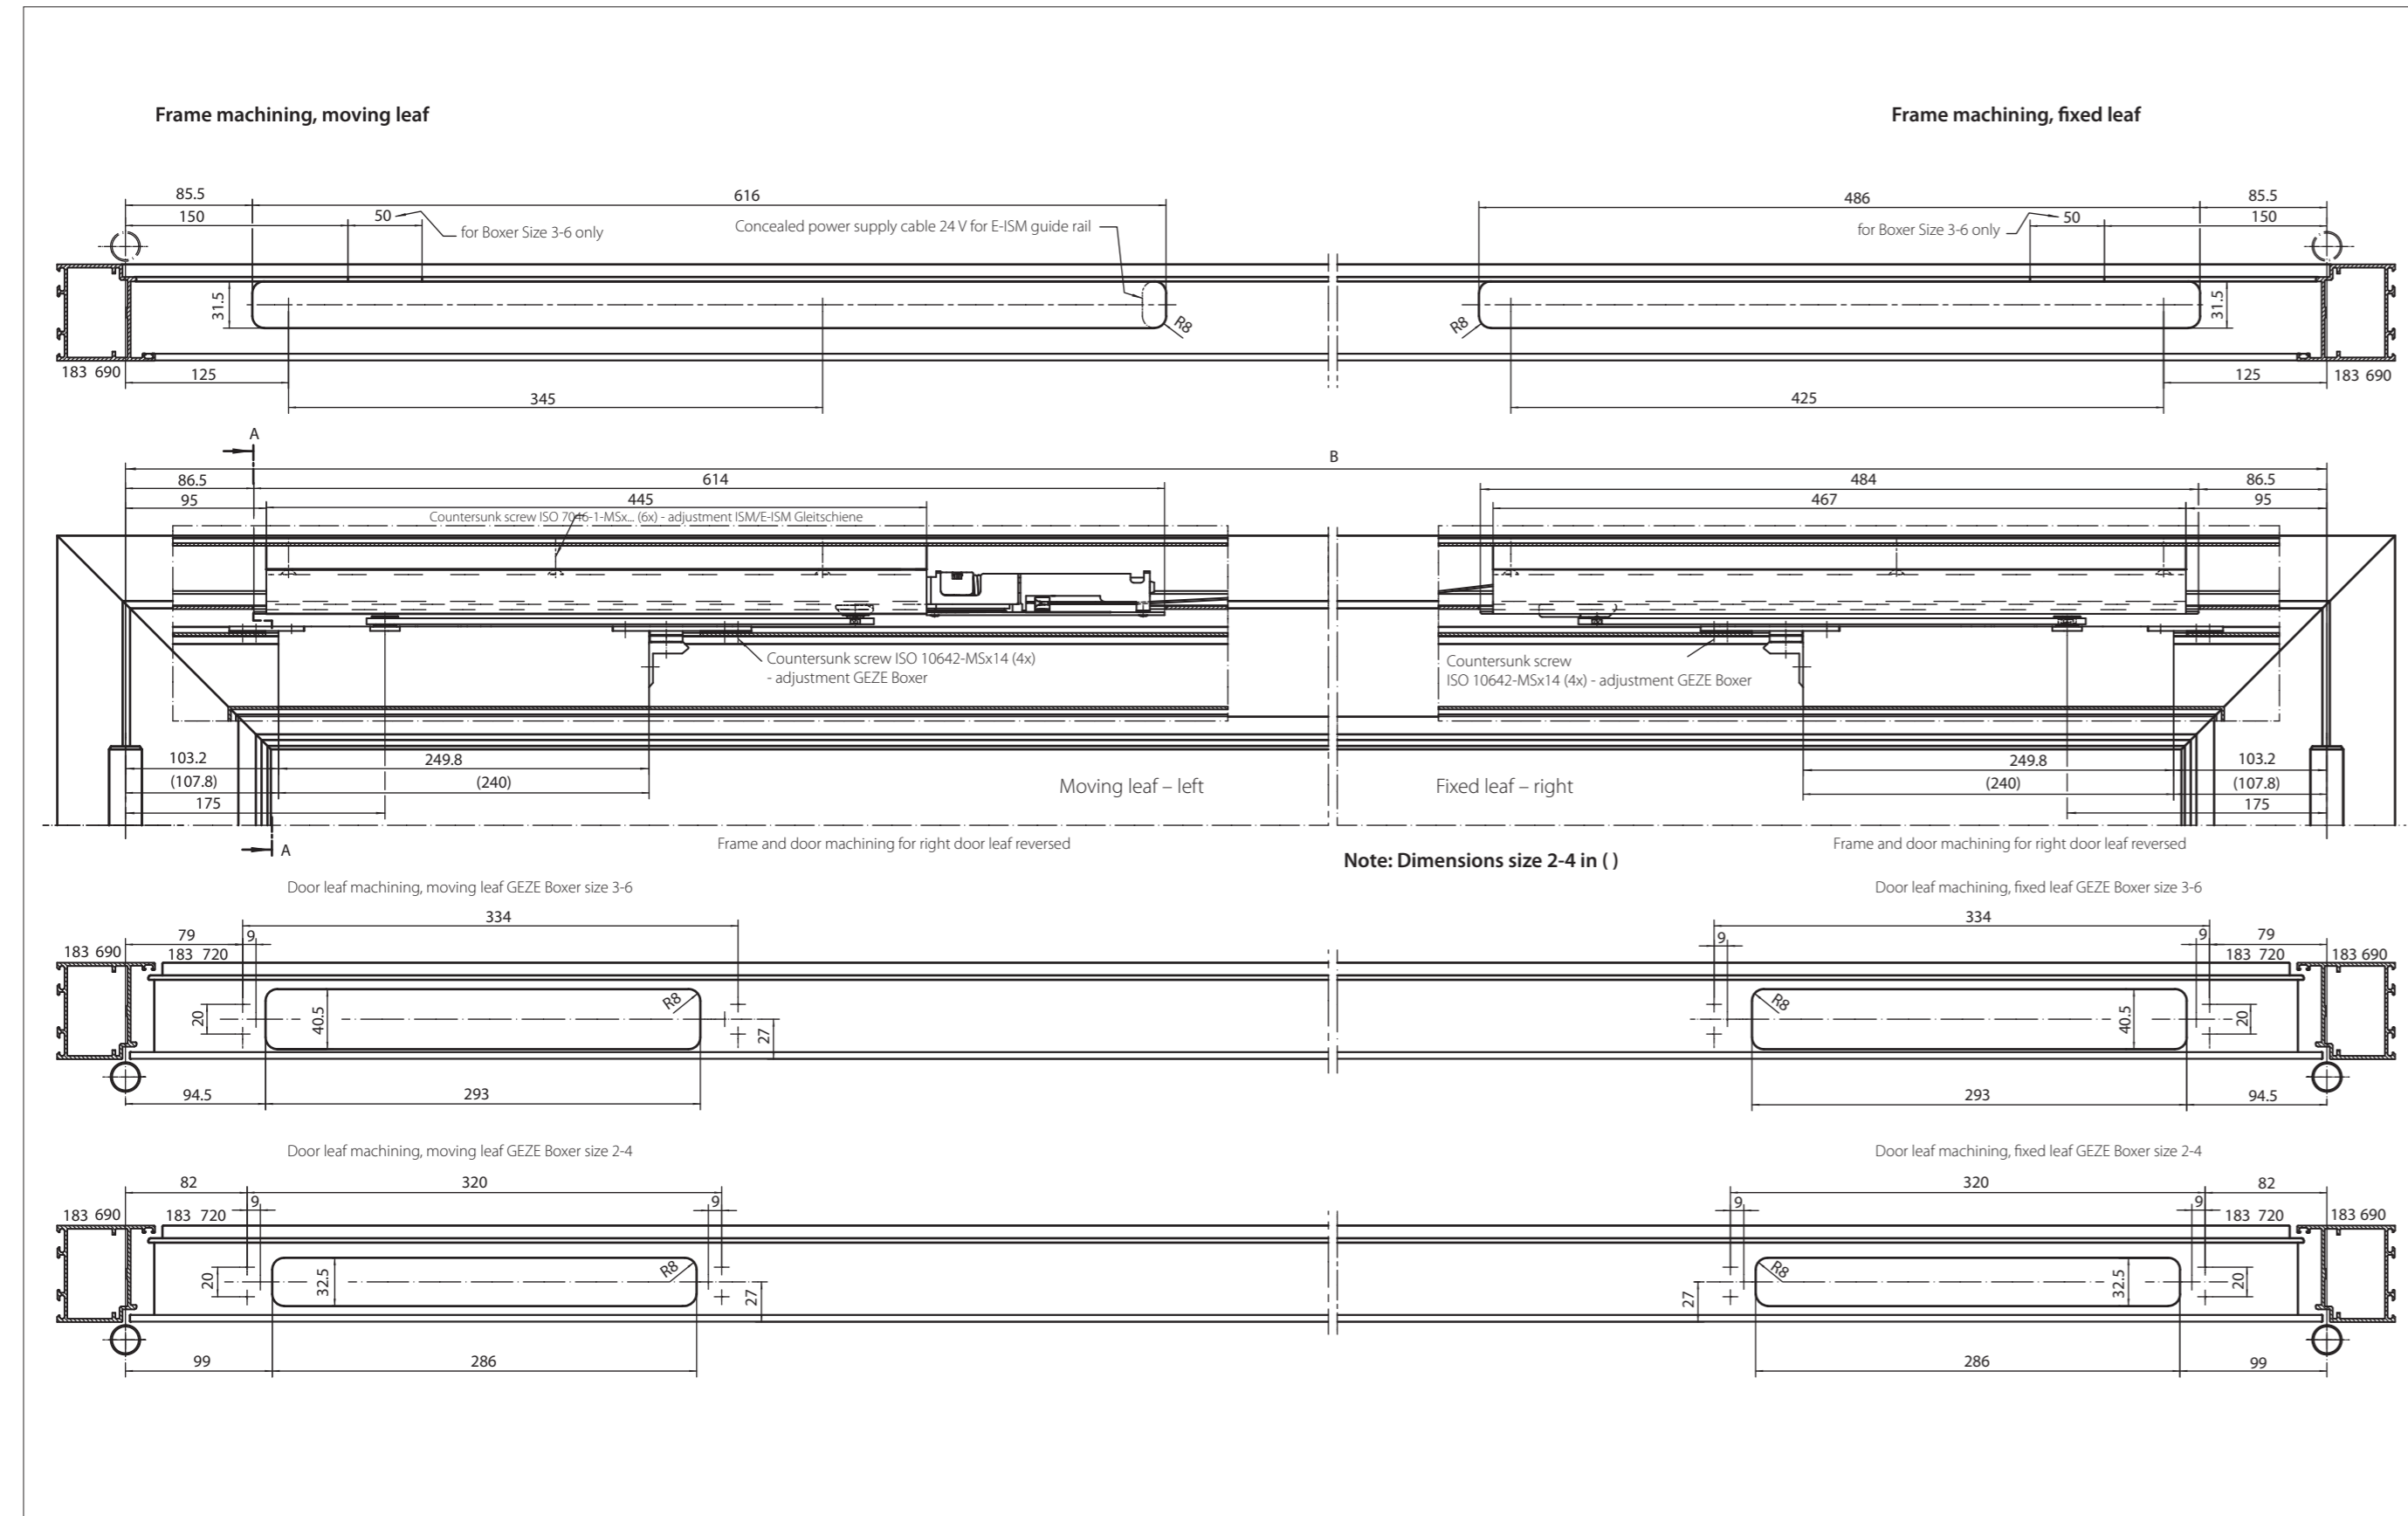 Frame machining, moving leaf
Frame machining, fixed leaf
85.5
616
486
85.5
150
50
for Boxer Size 3-6 only
Concealed power supply cable 24 V for E-ISM guide rail
for Boxer Size 3-6 only
50
150
31.5
R8
R8
31.5
183 690
125
125
183 690
345
425
A
B
86.5
614
484
86.5
95
445
467
95
Countersunk screw ISO 7046-1-MSx... (6x) - adjustment ISM/E-ISM Gleitschiene
Countersunk screw ISO 10642-MSx14 (4x)
- adjustment GEZE Boxer
Countersunk screw
ISO 10642-MSx14 (4x) - adjustment GEZE Boxer
103.2
249.8
249.8
103.2
(107.8)
(240)
Moving leaf – left
Fixed leaf – right
(240)
(107.8)
175
175
A
Frame and door machining for right door leaf reversed
Frame and door machining for right door leaf reversed
Note: Dimensions size 2-4 in ( )
Door leaf machining, moving leaf GEZE Boxer size 3-6
Door leaf machining, fixed leaf GEZE Boxer size 3-6
334
334
79
9
9
9
79
183 690
183 720
183 720
183 690
20
40.5
R8
27
R8
40.5
20
94.5
293
293
94.5
Door leaf machining, moving leaf GEZE Boxer size 2-4
Door leaf machining, fixed leaf GEZE Boxer size 2-4
82
320
320
82
9
9
9
9
183 690
183 720
183 720
183 690
20
32.5
R8
27
27
R8
32.5
20
99
286
286
99